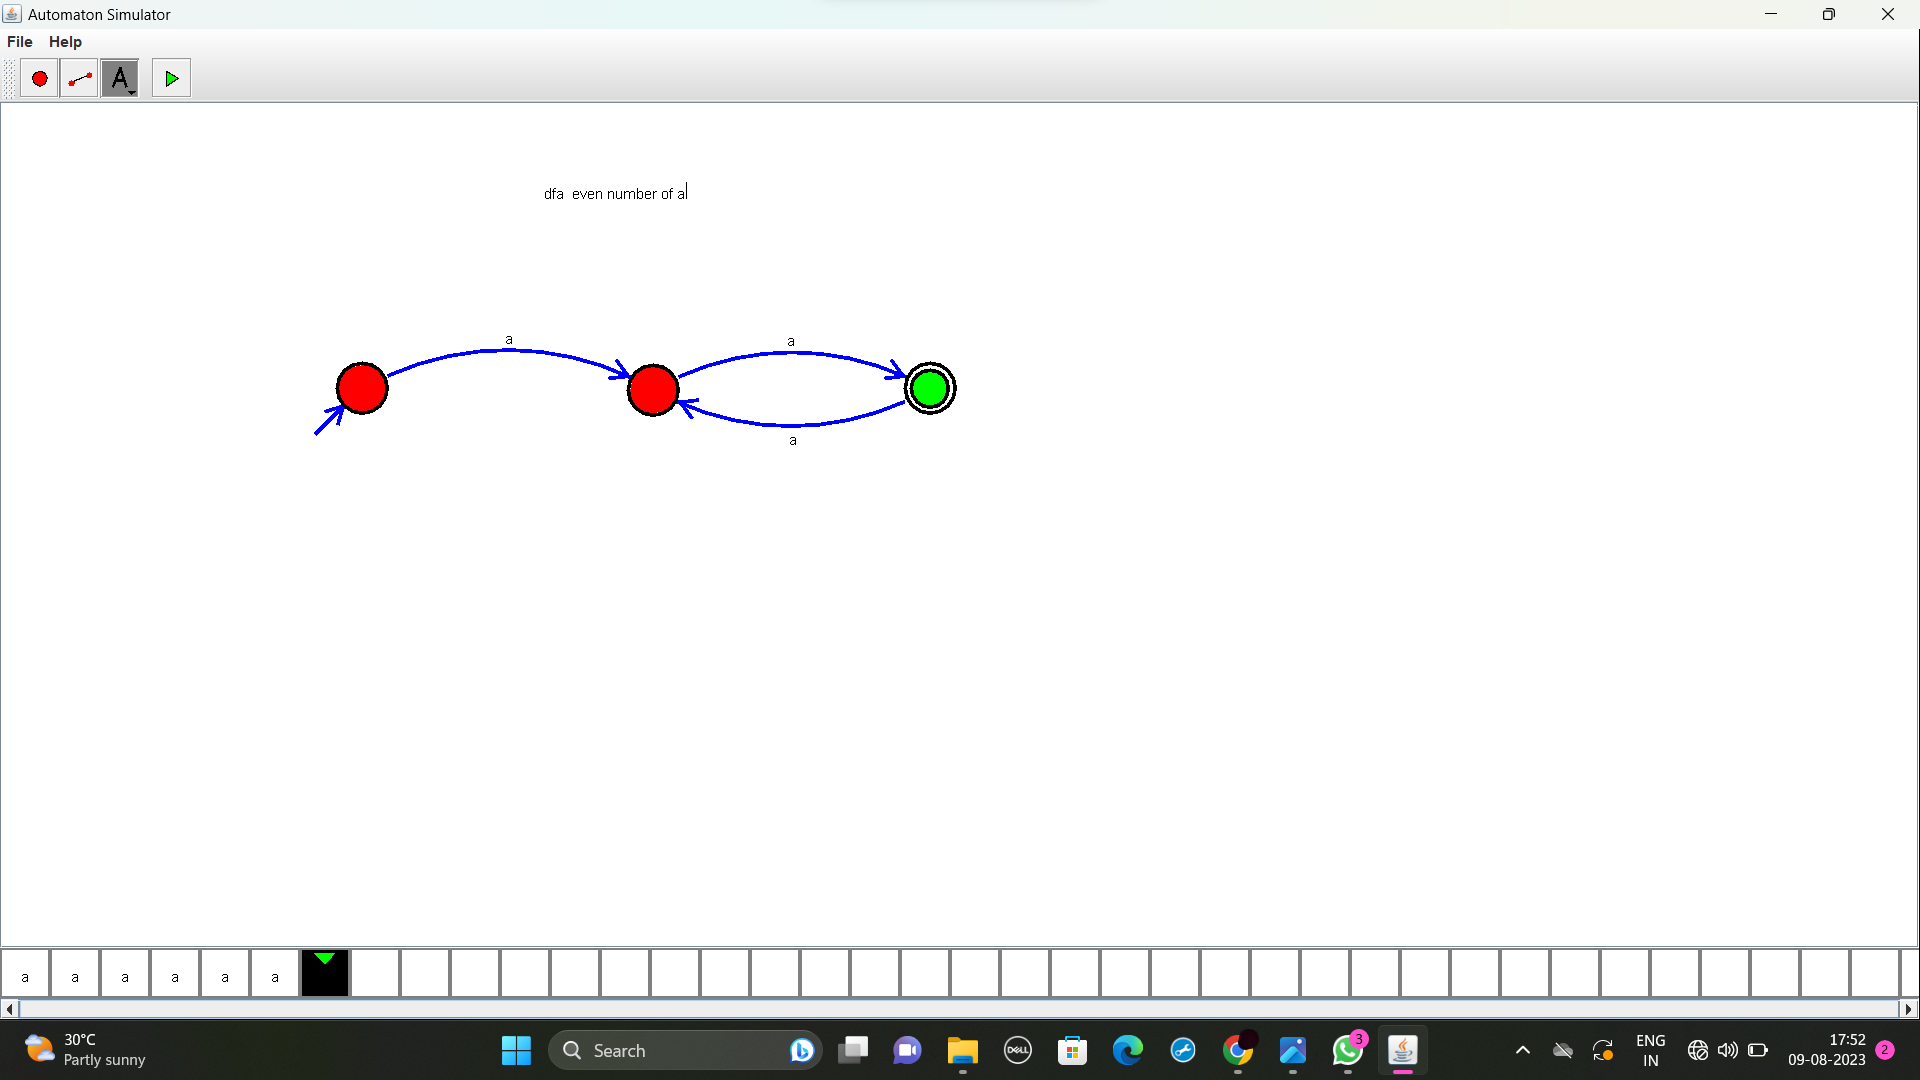 Automaton Simulator
File Help
A
dfa even number of a
a a
a
a a a a a a
30°C
Partly sunny
Search
DELL
3
ENG
IN
17:52
09-08-2023
2